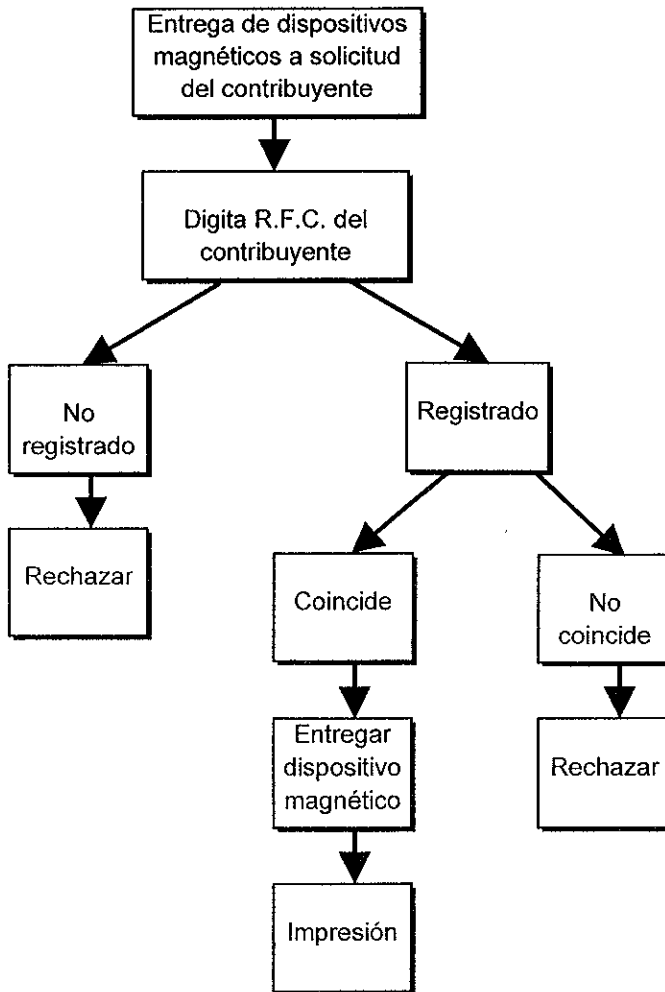 Entrega de dispositivos
magnéticos a solicitud
del contribuyente
Digita R.F.C. del
contribuyente
No
registrado
Registrado
Rechazar
Coincide
No
coincide
Entregar
dispositivo
magnético
Rechazar
Impresión